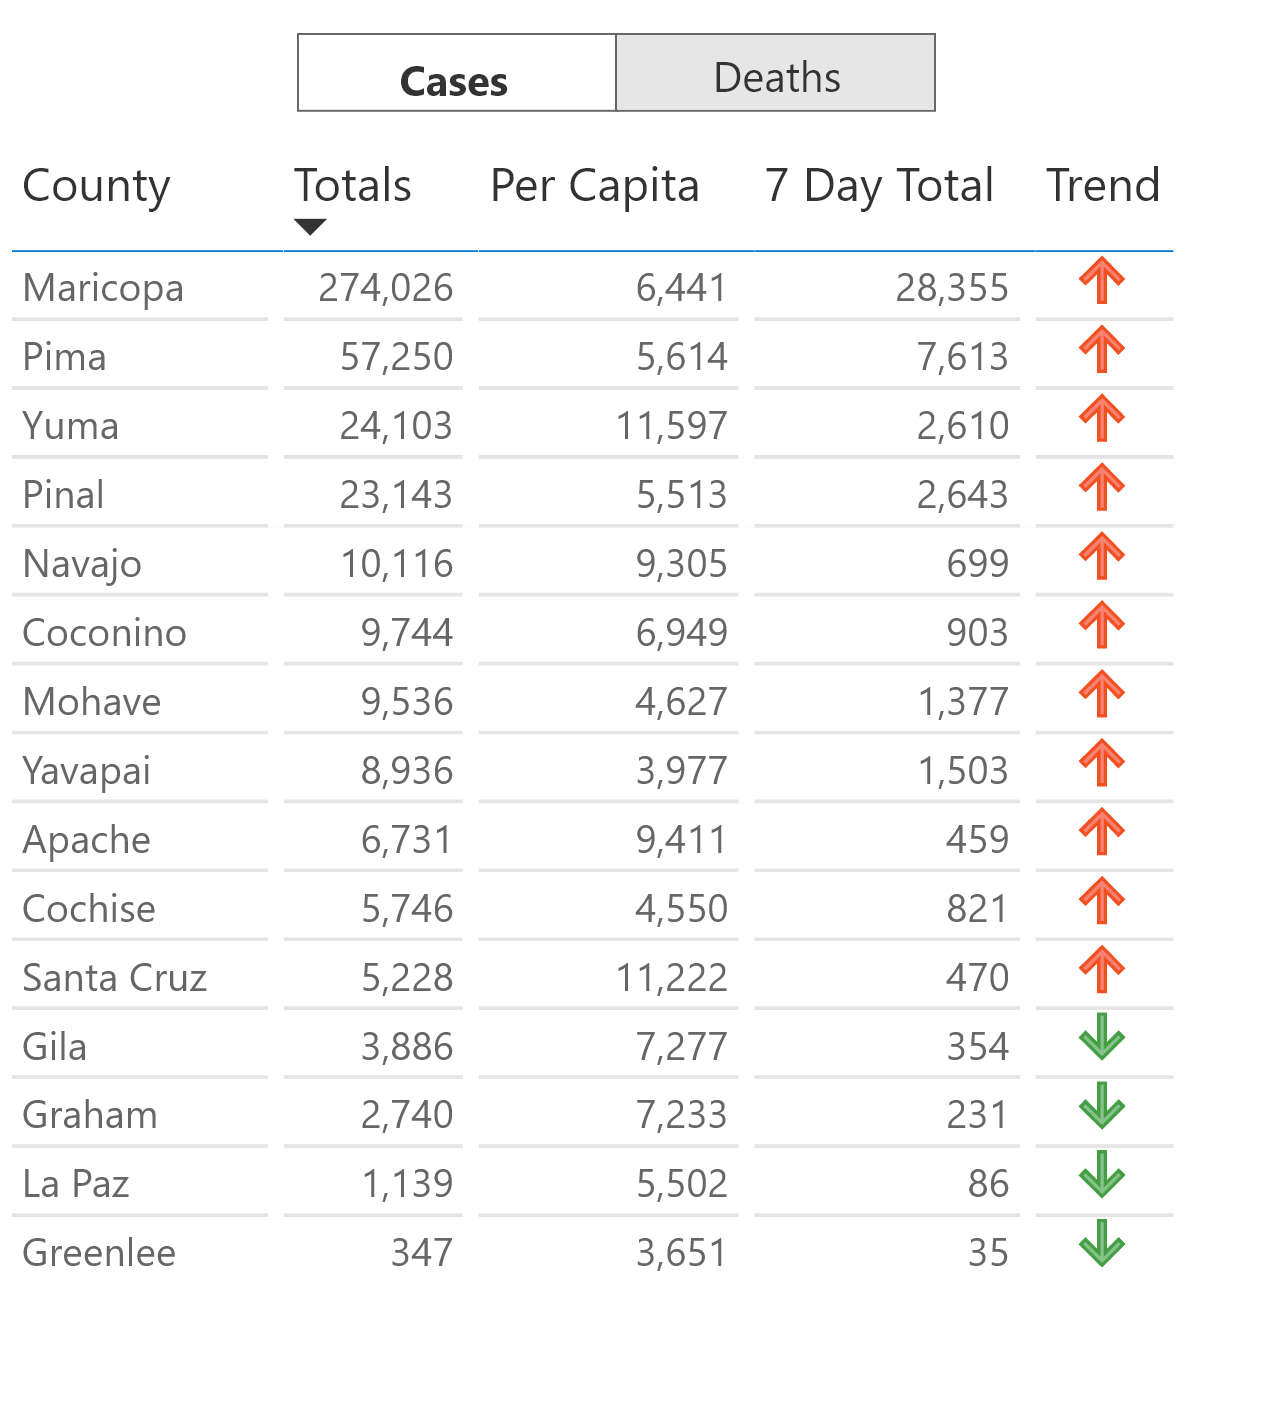 Cases Deaths
County Totals Per Capita 7 Day Total Trend
Maricopa 274,026 6,441 28,355
Pima 57,250 5,614 7,613
Yuma 24,103 11,597 2,610
Pinal 23,143 5,513 2,643
Navajo 10,116 9,305 699
Coconino 9,744 6,949 903
Mohave 9,536 4,627 1,377
Yavapai 8,936 3,977 1,503
Apache 6,731 9,411 459
Cochise 5,746 4,550 821
Santa Cruz 5,228 11,222 470
Gila 3,886 7,277 354
Graham 2,740 7,233 231
La Paz 1,139 5,502 86
Greenlee 347 3,651 35